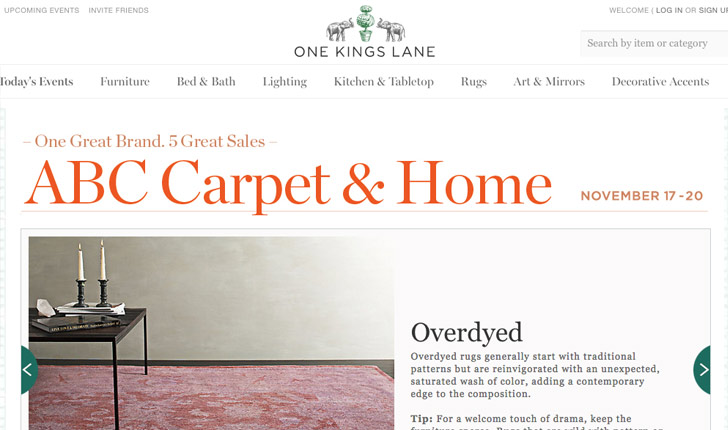 UPCOMING EVENTS INVITE FRIENDS
WELCOME ( LOG IN OR SIGN U
ONE KINGS LANE
Search by item or category
Today's Events Furniture Bed & Bath Lighting Kitchen & Tabletop Rugs Art & Mirrors Decorative Accents
– One Great Brand. 5 Great Sales –
ABC Carpet & Home
NOVEMBER 17 - 20
Overdyed
Overdyed rugs generally start with traditional
patterns but are reinvigorated with an unexpected,
saturated wash of color, adding a contemporary
edge to the composition.
Tip: For a welcome touch of drama, keep the